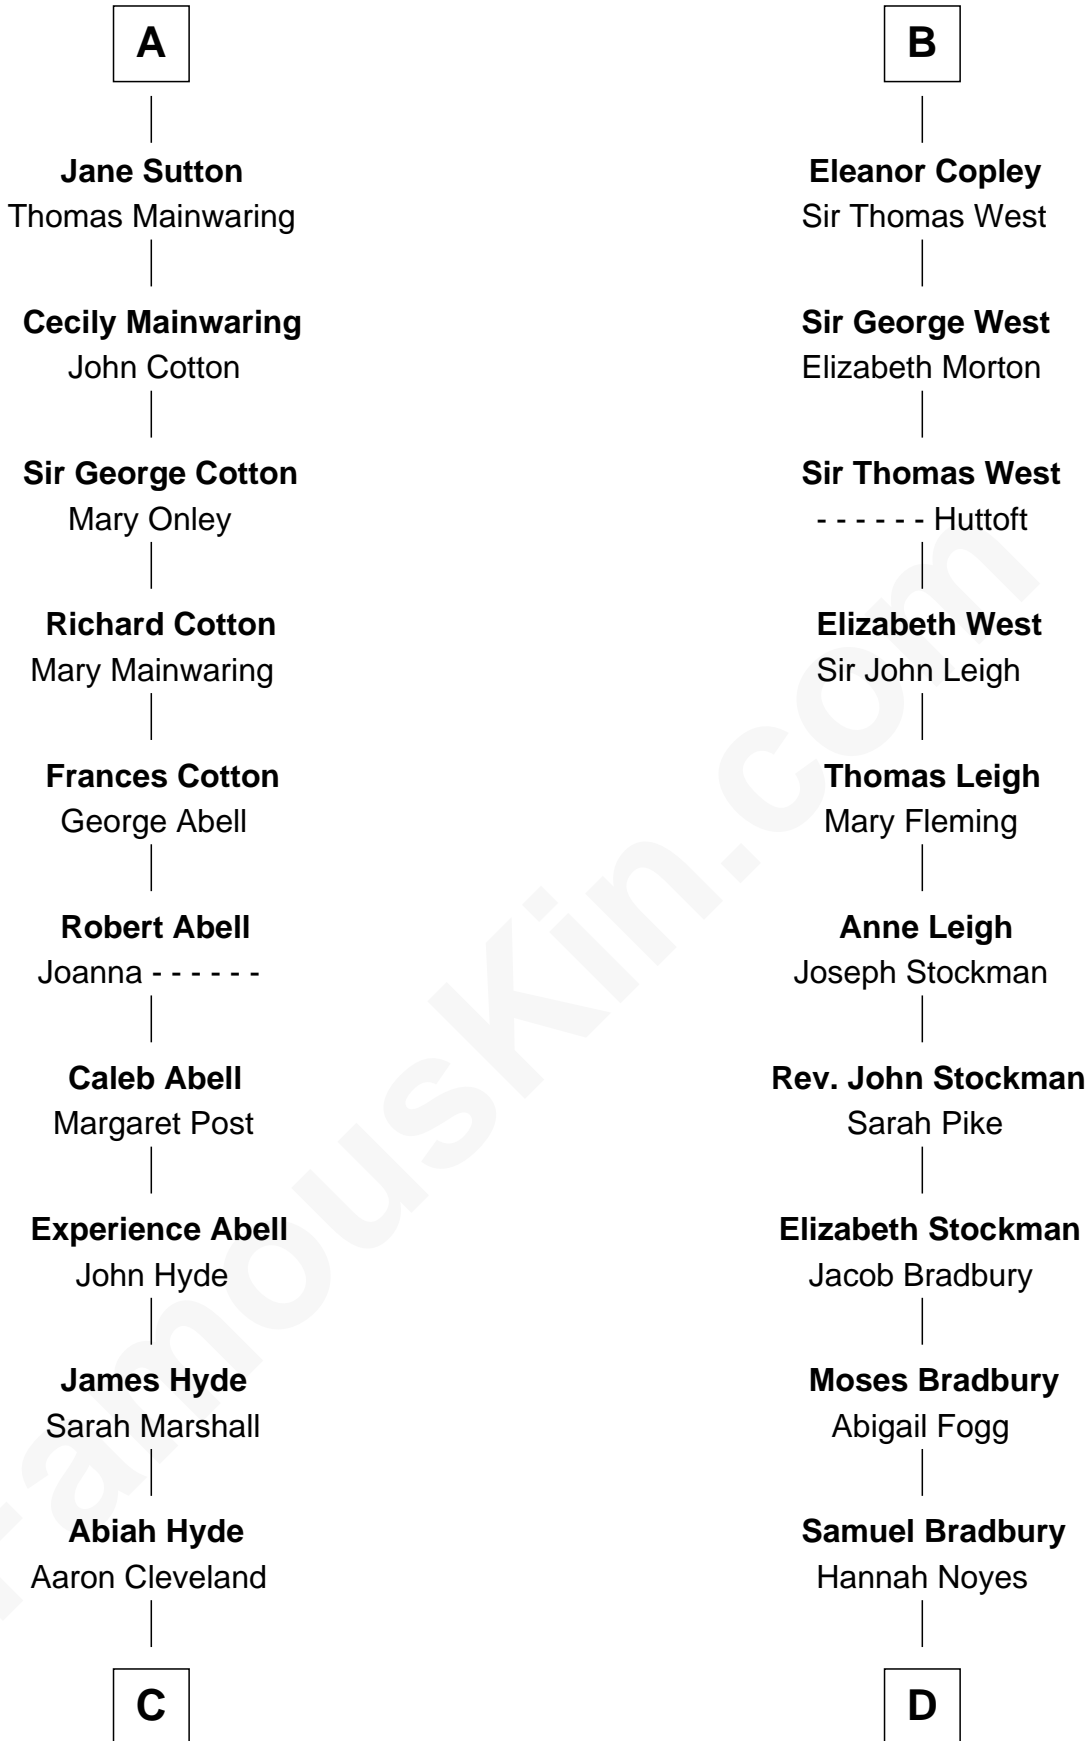 A
Jane Sutton
Thomas Mainwaring
Cecily Mainwaring
John Cotton
Sir George Cotton
Mary Onley
Richard Cotton
Mary Mainwaring
Frances Cotton
George Abell
Robert Abell
Joanna - - - - - -
Caleb Abell
Margaret Post
Experience Abell
John Hyde
James Hyde
Sarah Marshall
Abiah Hyde
Aaron Cleveland
C
B
Eleanor Copley
Sir Thomas West
Sir George West
Elizabeth Morton
Sir Thomas West
- - - - - - Huttoft
Elizabeth West
Sir John Leigh
Thomas Leigh
Mary Fleming
Anne Leigh
Joseph Stockman
Rev. John Stockman
Sarah Pike
Elizabeth Stockman
Jacob Bradbury
Moses Bradbury
Abigail Fogg
Samuel Bradbury
Hannah Noyes
D
FamousKin.com